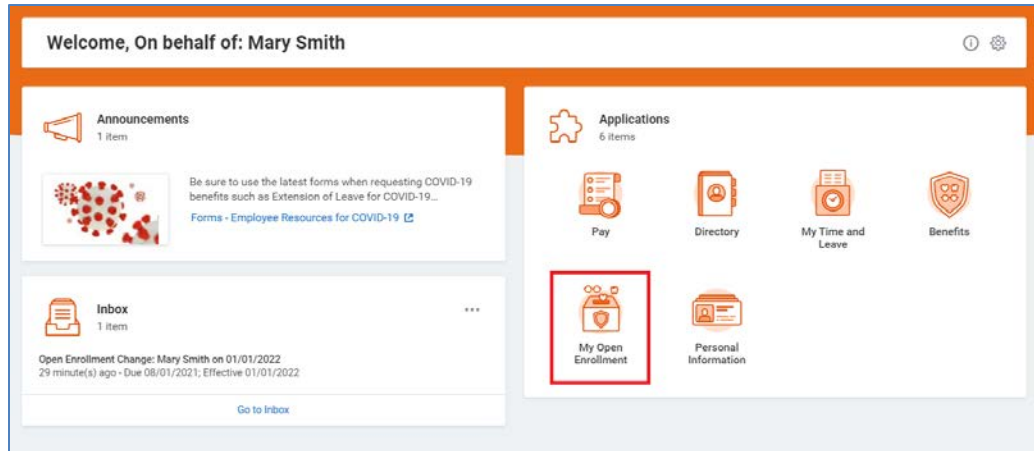 Welcome, On behalf of: Mary Smith
Announcements
1 item
Be sure to use the latest forms when requesting COVID-19
benefits such as Extension of Leave for COVID-19...
Forms - Employee Resources for COVID-19
Inbox
1 item
Open Enrollment Change: Mary Smith on 01/01/2022
29 minute(s) ago - Due 08/01/2021; Effective 01/01/2022
Go to Inbox
Applications
6 items
Pay
Directory
My Time and
Leave
Benefits
My Open
Enrollment
Personal
Information